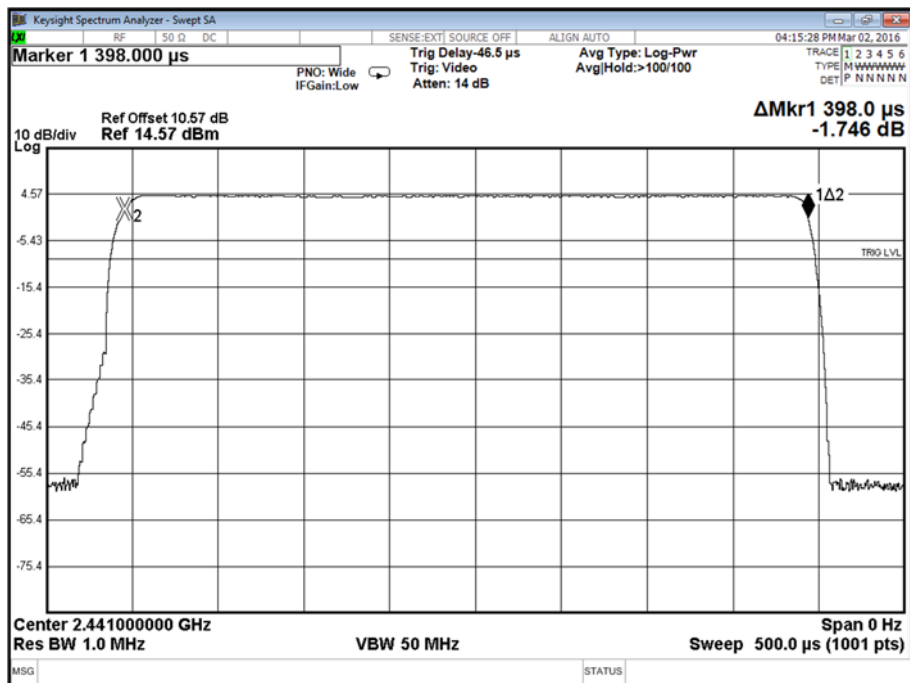 Keysight Spectrum Analyzer - Swept SA
RF 50 Ω DC SENSE:EXT SOURCE OFF ALIGN AUTO 04:15:28 PM Mar 02, 2016
Marker 1 398.000 µs
PNO: Wide
IFGain:Low
Trig Delay-46.5 µs
Trig: Video
Atten: 14 dB
Avg Type: Log-Pwr
Avg|Hold:>100/100
TRACE 1 2 3 4 5 6
TYPE M W W W W W
DET P N N N N N
ΔMkr1 398.0 µs
-1.746 dB
Ref Offset 10.57 dB
10 dB/div Ref 14.57 dBm
Log
4.57
-5.43
-15.4
-25.4
-35.4
-45.4
-55.4
-65.4
-75.4
2
1Δ2
TRIG LVL
Center 2.441000000 GHz Span 0 Hz
Res BW 1.0 MHz VBW 50 MHz Sweep 500.0 µs (1001 pts)
MSG STATUS